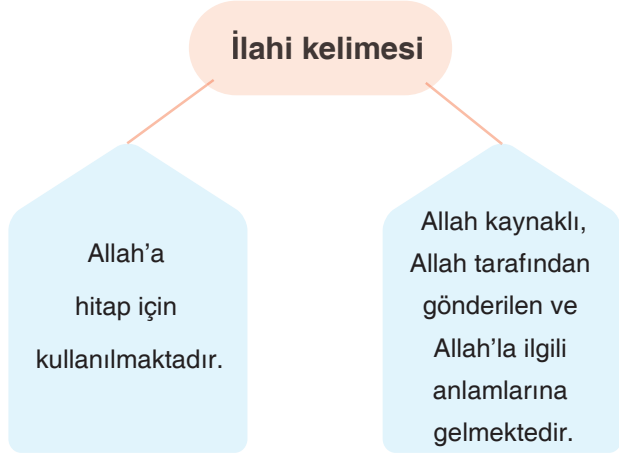 İlahi kelimesi
Allah’a
hitap için
kullanılmaktadır.
Allah kaynaklı,
Allah tarafından
gönderilen ve
Allah’la ilgili
anlamlarına
gelmektedir.